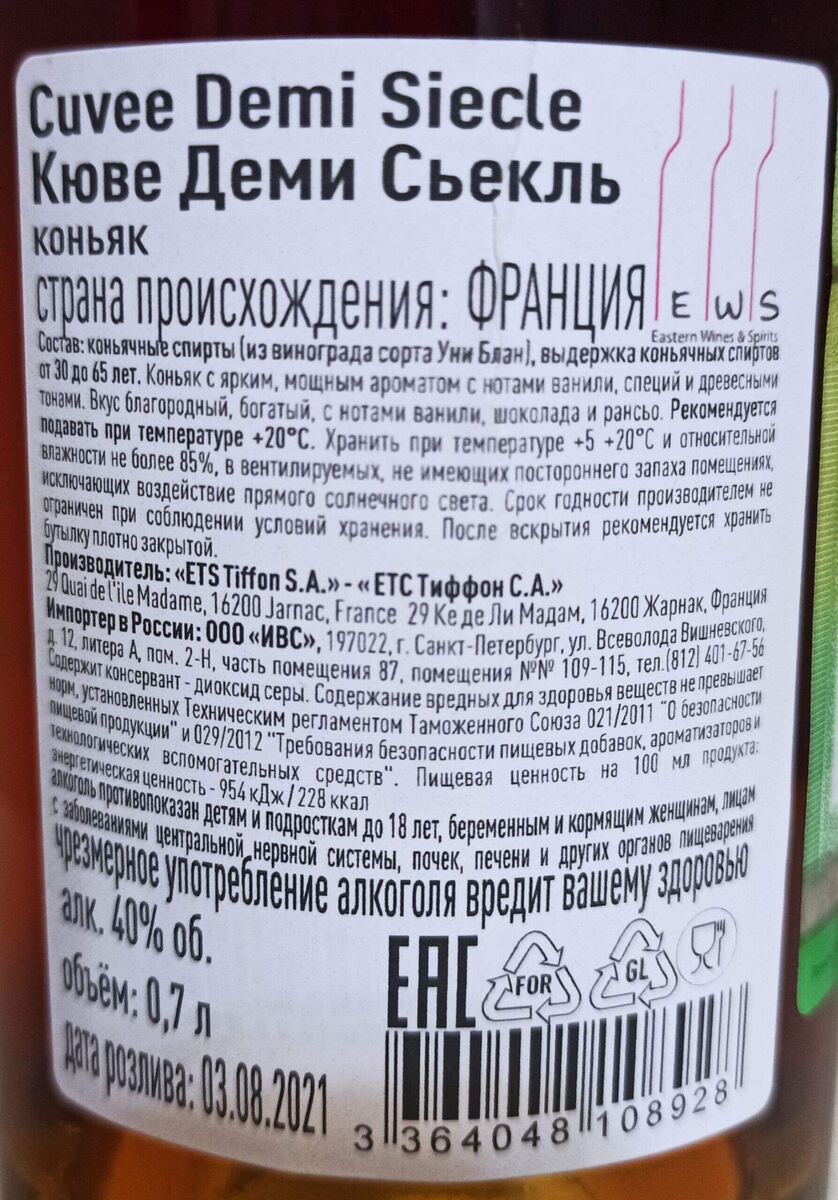 Cuvee Demi Siecle
Кюве Деми Сьекль
коньяк
страна происхождения: ФРАНЦИЯ
E W S
Eastern Wines & Spirits
Состав: коньячные спирты (из винограда сорта Уни Блан), выдержка коньячных спиртов
от 30 до 65 лет. Коньяк с ярким, мощным ароматом с нотами ванили, специй и древесными
тонами. Вкус благородный, богатый, с нотами ванили, шоколада и рансьо. Рекомендуется
подавать при температуре +20°С. Хранить при температуре +5 +20°С и относительной
влажности не более 85%, в вентилируемых, не имеющих постороннего запаха помещениях,
исключающих воздействие прямого солнечного света. Срок годности производителем не
ограничен при соблюдении условий хранения. После вскрытия рекомендуется хранить
бутылку плотно закрытой.
Производитель: «ETS Tiffon S.A.» - «ЕТС Тиффон С.А.»
29 Quai de l'ile Madame, 16200 Jarnac, France 29 Ке де Ли Мадам, 16200 Жарнак, Франция
Импортер в России: ООО «ИВС», 197022, г. Санкт-Петербург, ул. Всеволода Вишневского,
д. 12, литера А, пом. 2-Н, часть помещения 87, помещения №№ 109-115, тел.(812) 401-67-56
Содержит консервант - диоксид серы. Содержание вредных для здоровья веществ не превышает
норм, установленных Техническим регламентом Таможенного Союза 021/2011 "О безопасности
пищевой продукции" и 029/2012 "Требования безопасности пищевых добавок, ароматизаторов и
технологических вспомогательных средств". Пищевая ценность на 100 мл продукта:
энергетическая ценность - 954 кДж / 228 ккал
алкоголь противопоказан детям и подросткам до 18 лет, беременным и кормящим женщинам, лицам
с заболеваниями центральной нервной системы, почек, печени и других органов пищеварения
чрезмерное употребление алкоголя вредит вашему здоровью
алк. 40% об.
объём: 0,7 л
дата розлива: 03.08.2021
EAC
FOR
GL
3 364048 108928